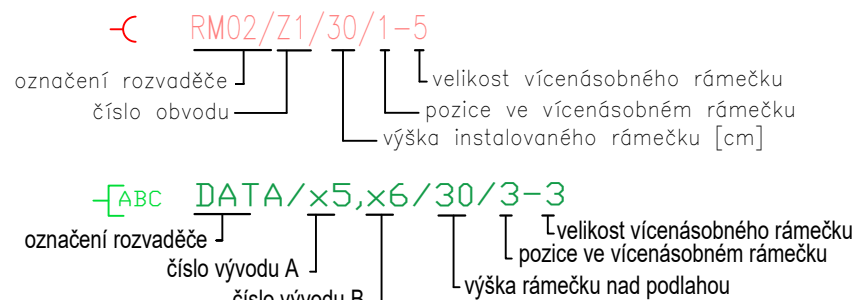 RM02/Z1/30/1-5
označení rozvaděče
velikost vícenásobného rámečku
číslo obvodu
pozice ve vícenásobném rámečku
výška instalovaného rámečku [cm]
ABC DATA/x5,x6/30/3-3
označení rozvaděče
velikost vícenásobného rámečku
pozice ve vícenásobném rámečku
číslo vývodu A
výška rámečku nad podlahou
číslo vývodu B